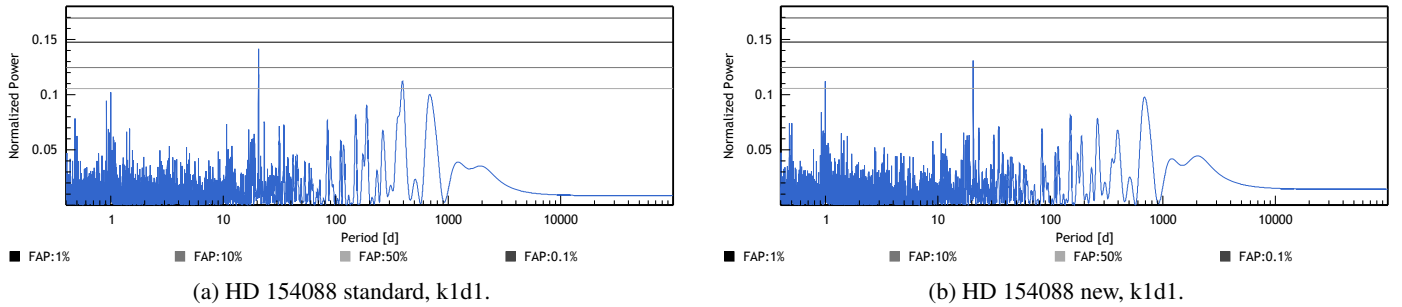 Normalized Power
0.15
0.1
0.05
1
10
100
1000
10000
Period [d]
FAP:1%
FAP:10%
FAP:50%
FAP:0.1%
(a) HD 154088 standard, k1d1.
Normalized Power
0.15
0.1
0.05
1
10
100
1000
10000
Period [d]
FAP:1%
FAP:10%
FAP:50%
FAP:0.1%
(b) HD 154088 new, k1d1.